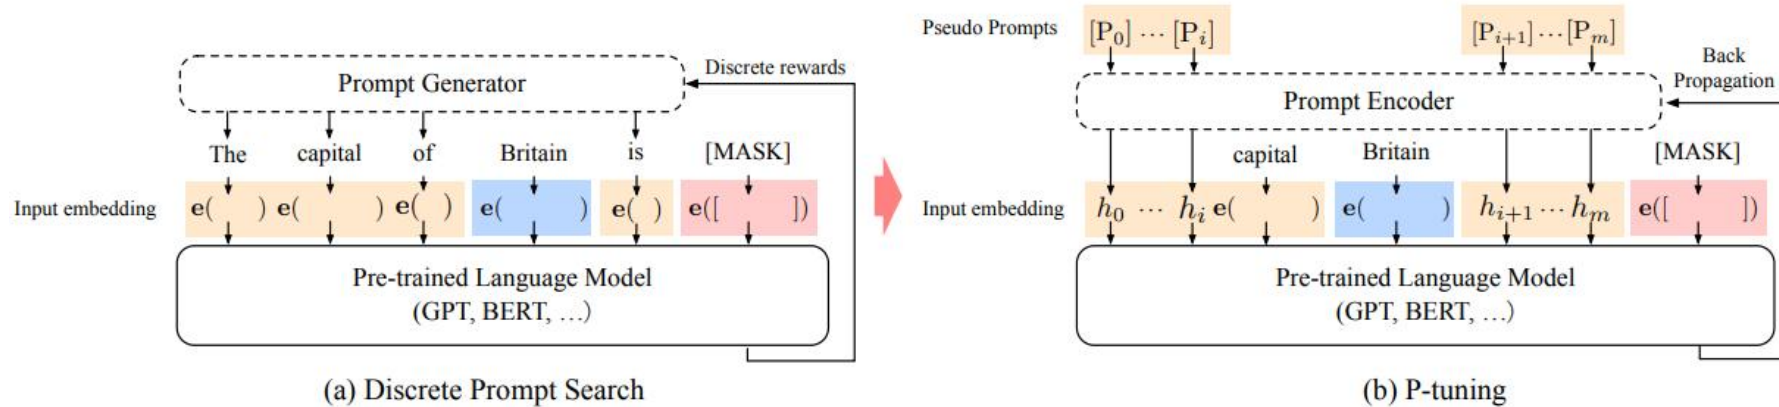 Prompt Generator
Discrete rewards
The capital of Britain is [MASK]
Input embedding e( ) e( ) e( ) e( ) e( ) e([ ])
Pre-trained Language Model
(GPT, BERT, …)
(a) Discrete Prompt Search
Pseudo Prompts [P₀] ··· [Pᵢ] [Pᵢ₊₁] ··· [Pₘ]
Back
Propagation
Prompt Encoder
capital Britain [MASK]
Input embedding h₀ ··· hᵢ e( ) e( ) hᵢ₊₁ ··· hₘ e([ ])
Pre-trained Language Model
(GPT, BERT, …)
(b) P-tuning